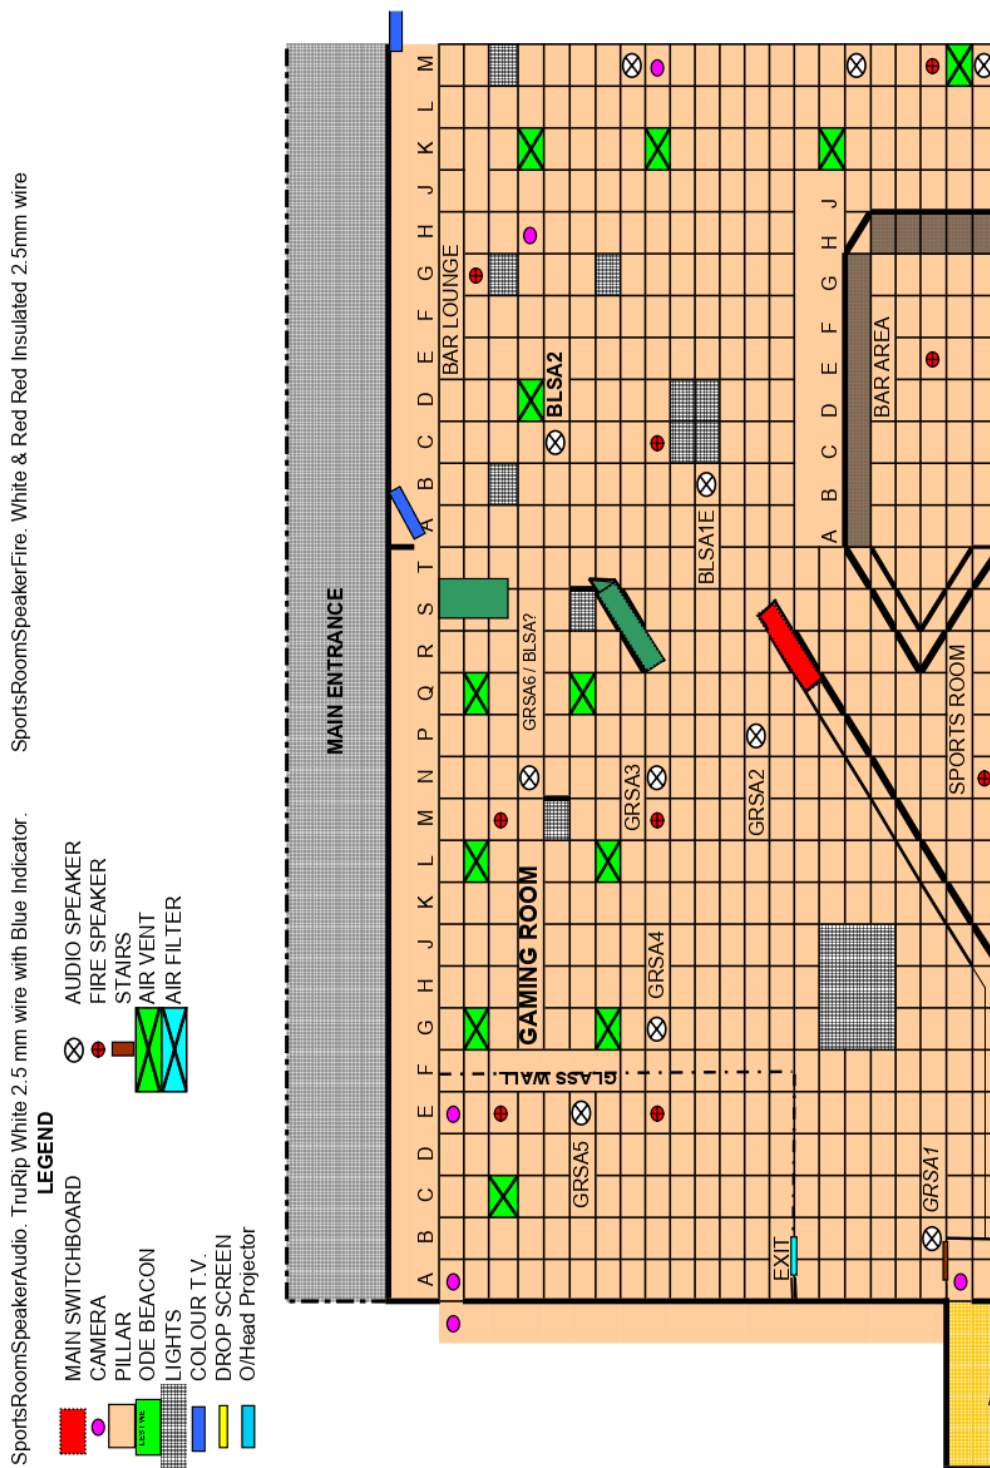 SportsRoomSpeakerAudio. TruRip White 2.5 mm wire with Blue Indicator.
SportsRoomSpeakerFire. White & Red Red Insulated 2.5mm wire
LEGEND
MAIN SWITCHBOARD
CAMERA
PILLAR
ODE BEACON
LIGHTS
COLOUR T.V.
DROP SCREEN
O/Head Projector
AUDIO SPEAKER
FIRE SPEAKER
STAIRS
AIR VENT
AIR FILTER
MAIN ENTRANCE
A B C D E F G H J K L M N P Q R S T A B C D E F G H J K L M
BAR LOUNGE
GAMING ROOM
GRSA6 / BLSA?
BLSA2
GLASS WALL
GRSA5
GRSA3
GRSA4
BLSA1E
GRSA2
EXIT
A B C D E F G H J
BAR AREA
GRSA1
SPORTS ROOM